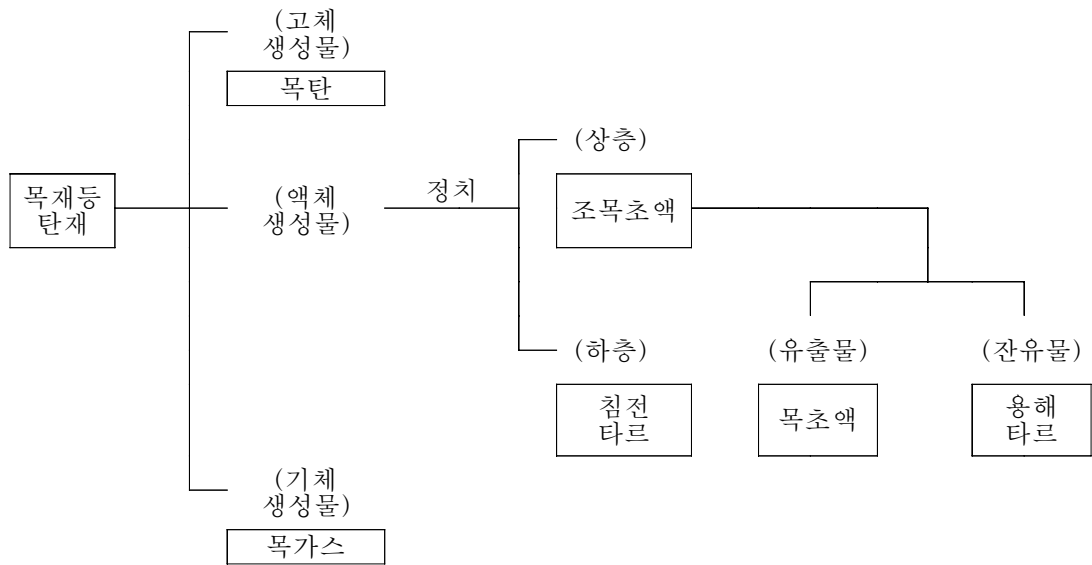 (고체
생성물)
목탄
목재등
탄재
(액체
생성물)
정치
(상층)
조목초액
(하층)
침전
타르
(유출물)
목초액
(잔유물)
용해
타르
(기체
생성물)
목가스